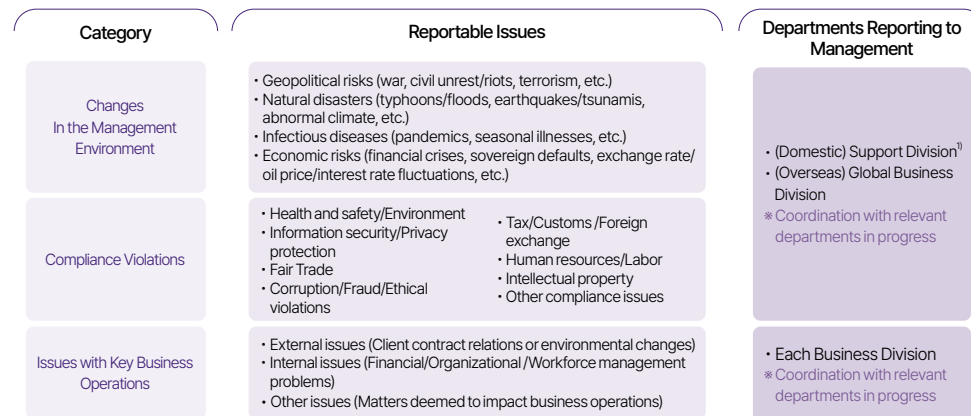 Category
Reportable Issues
Departments Reporting to
Management
Changes
In the Management
Environment
• Geopolitical risks (war, civil unrest/riots, terrorism, etc.)
• Natural disasters (typhoons/floods, earthquakes/tsunamis,
abnormal climate, etc.)
• Infectious diseases (pandemics, seasonal illnesses, etc.)
• Economic risks (financial crises, sovereign defaults, exchange rate/
oil price/interest rate fluctuations, etc.)
Compliance Violations
• Health and safety/Environment
• Information security/Privacy
protection
• Fair Trade
• Corruption/Fraud/Ethical
violations
• Tax/Customs /Foreign
exchange
• Human resources/Labor
• Intellectual property
• Other compliance issues
• (Domestic) Support Division¹⁾
• (Overseas) Global Business
Division
※ Coordination with relevant
departments in progress
Issues with Key Business
Operations
• External issues (Client contract relations or environmental changes)
• Internal issues (Financial/Organizational /Workforce management
problems)
• Other issues (Matters deemed to impact business operations)
• Each Business Division
※ Coordination with relevant
departments in progress